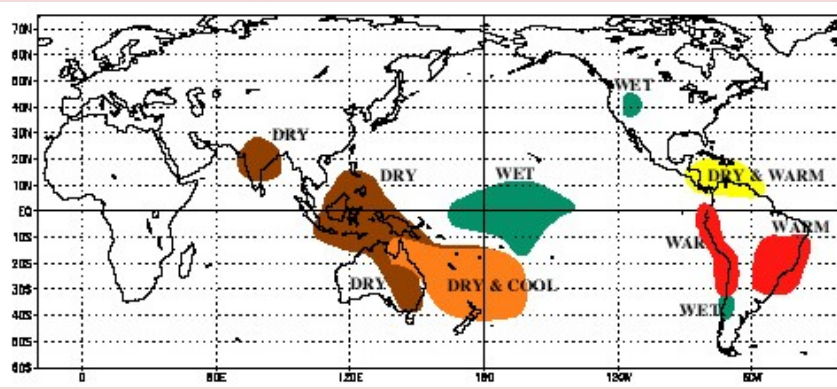 70N
60N
50N
40N
30N
20N
10N
EQ
10S
20S
30S
40S
50S
60S
WET
DRY
DRY
WET
DRY & WARM
WAR
WARM
DRY
DRY & COOL
WET
0
60E
120E
180
120W
60W